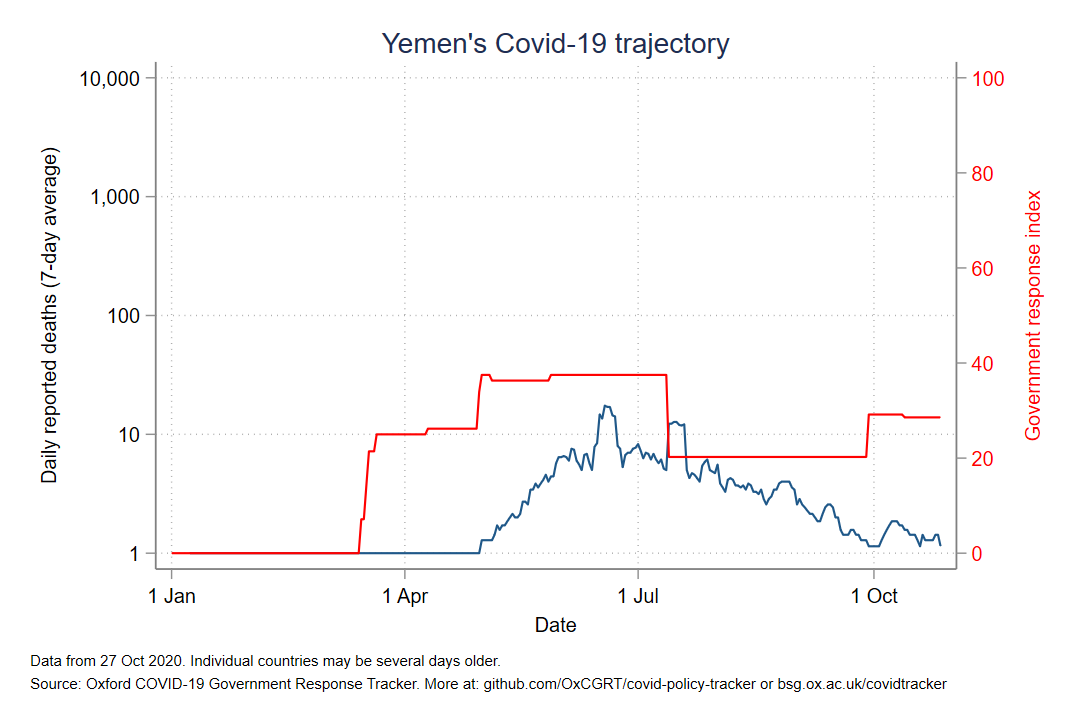 Yemen's Covid-19 trajectory
10,000
1,000
100
10
1
Daily reported deaths (7-day average)
100
80
60
40
20
0
Government response index
1 Jan
1 Apr
1 Jul
1 Oct
Date
Data from 27 Oct 2020. Individual countries may be several days older.
Source: Oxford COVID-19 Government Response Tracker. More at: github.com/OxCGRT/covid-policy-tracker or bsg.ox.ac.uk/covidtracker